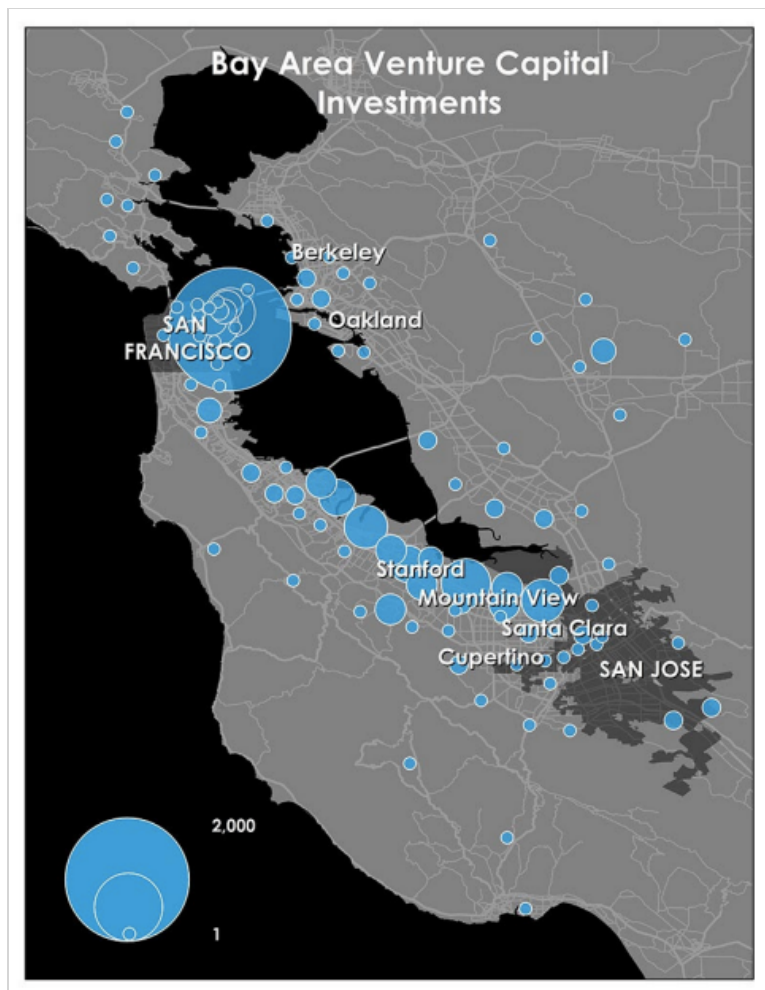 Bay Area Venture Capital
Investments
Berkeley
Oakland
SAN
FRANCISCO
Stanford
Mountain View
Santa Clara
Cupertino
SAN JOSE
2,000
1